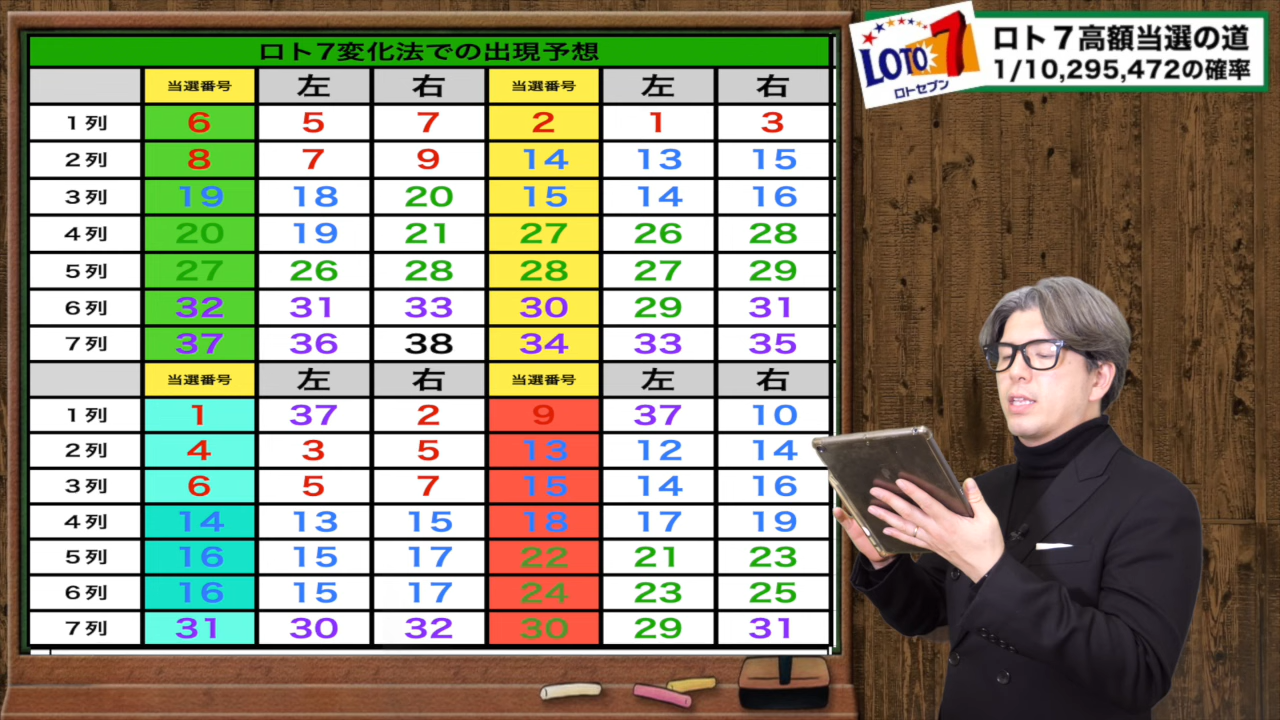 ロト7変化法での出現予想
当選番号 左 右 当選番号 左 右
1列 6 5 7 2 1 3
2列 8 7 9 14 13 15
3列 19 18 20 15 14 16
4列 20 19 21 27 26 28
5列 27 26 28 28 27 29
6列 32 31 33 30 29 31
7列 37 36 38 34 33 35
当選番号 左 右 当選番号 左 右
1列 1 37 2 9 37 10
2列 4 3 5 13 12 14
3列 6 5 7 15 14 16
4列 14 13 15 18 17 19
5列 16 15 17 22 21 23
6列 16 15 17 24 23 25
7列 31 30 32 30 29 31
LOTO 7
ロトセブン
ロト7高額当選の道
1/10,295,472の確率